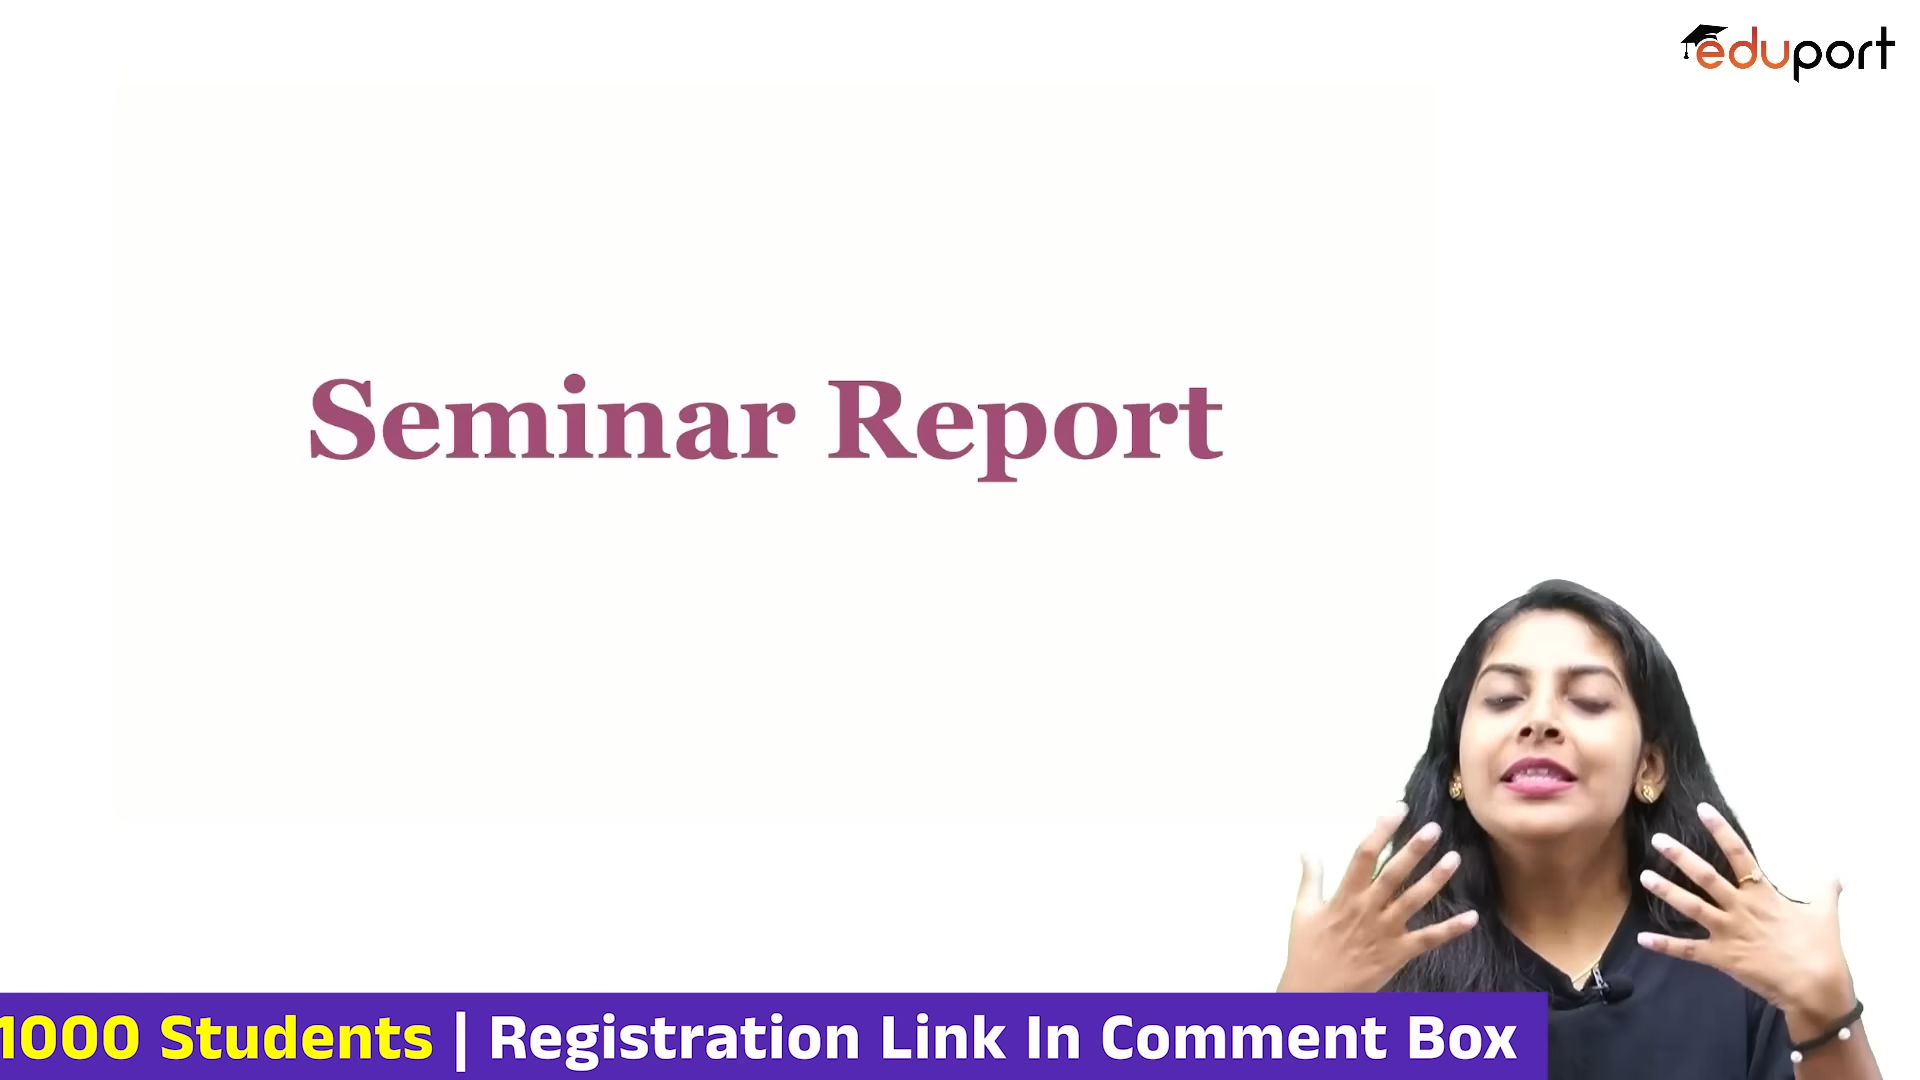 eduport
Seminar Report
1000 Students | Registration Link In Comment Box